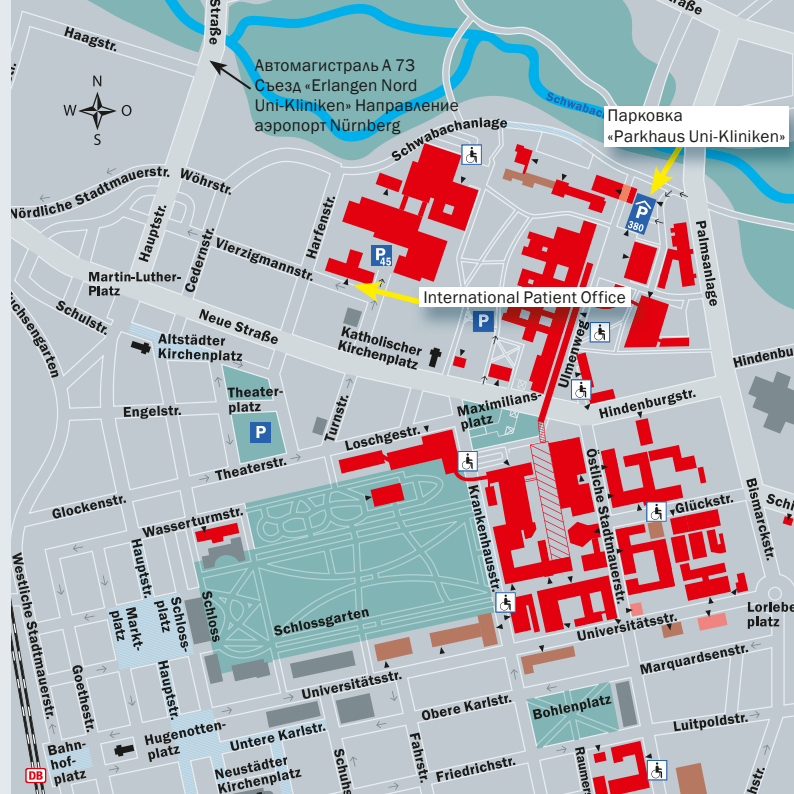 Straße
Haagstr.
N
W
O
S
Автомагистраль A 73
Съезд «Erlangen Nord
Uni-Kliniken» Направление
аэропорт Nürnberg
Schwabach
Парковка
«Parkhaus Uni-Kliniken»
Schwabachanlage
Nördliche Stadtmauerstr.
Wöhrstr.
Hauptstr.
Cedernstr.
Harfenstr.
Vierzigmannstr.
P
45
P
380
Palmsanlage
Martin-Luther-
Platz
International Patient Office
P
Schulstr.
Neue Straße
Altstädter
Kirchenplatz
Katholischer
Kirchenplatz
Ulmenweg
Engelstr.
Theater-
platz
P
Turnstr.
Maximilians-
platz
Hindenburgstr.
Loschgestr.
Theaterstr.
Glockenstr.
Wasserturmstr.
Krankenhausstr.
Östliche Stadtmauerstr.
Glückstr.
Bismarckstr.
Westliche Stadtmauerstr.
Hauptstr.
Markt-
platz
Schloss-
platz
Schloss
Schlossgarten
Universitätsstr.
Universitätsstr.
Marquardsenstr.
Goethestr.
Hauptstr.
Hugenotten-
platz
Untere Karlstr.
Obere Karlstr.
Bohlenplatz
Luitpoldstr.
Bahn-
hof-
platz
DB
Neustädter
Kirchenplatz
Fahrstr.
Friedrichstr.